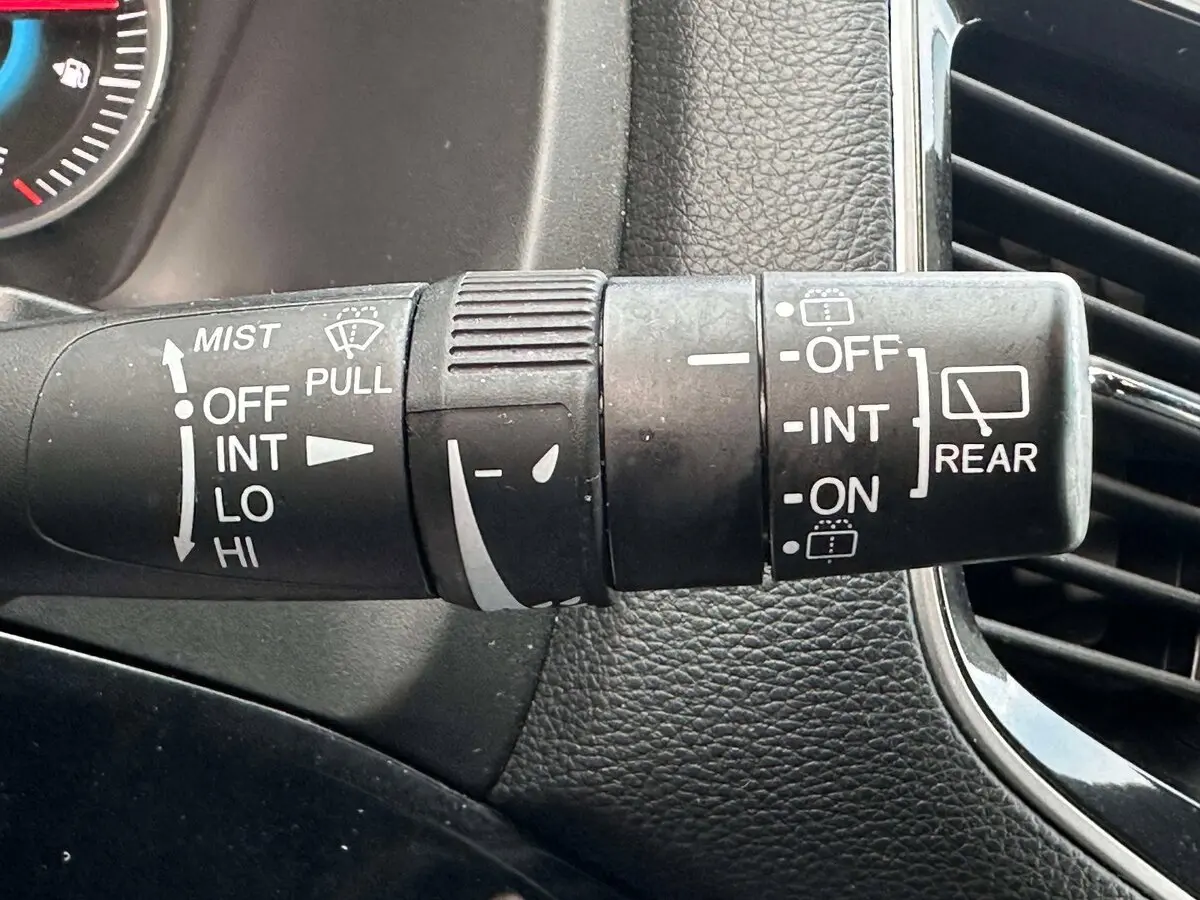 MIST
PULL
OFF
INT
LO
HI
OFF
INT
ON
REAR